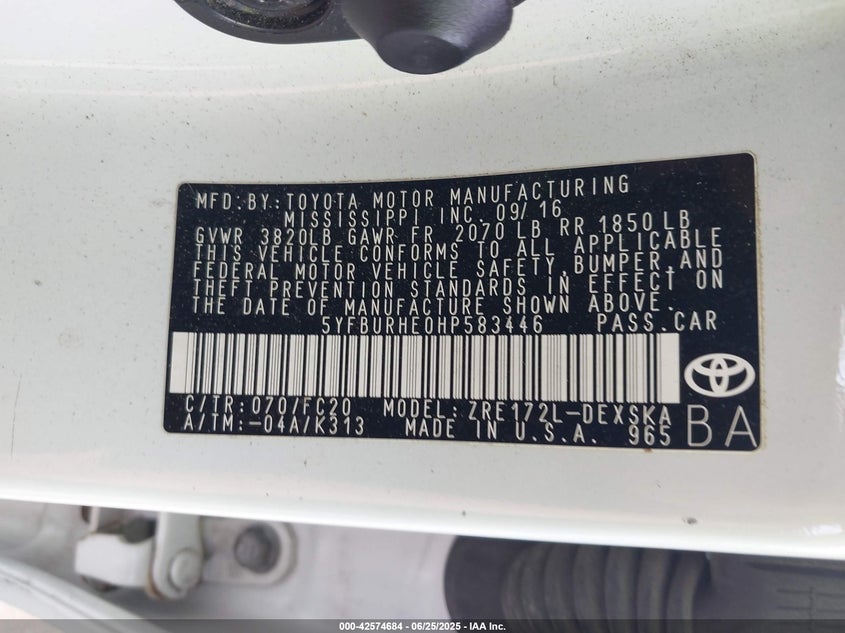 MFD.BY:TOYOTA MOTOR MANUFACTURING
MISSISSIPPI INC. 09/16
GVWR 3820LB GAWR FR 2070 LB RR 1850 LB
THIS VEHICLE CONFORMS TO ALL APPLICABLE
FEDERAL MOTOR VEHICLE SAFETY,BUMPER,AND
THEFT PREVENTION STANDARDS IN EFFECT ON
THE DATE OF MANUFACTURE SHOWN ABOVE.
5YFBURHE0HP583446 PASS.CAR
C/TR:070/FC20 MODEL:ZRE172L-DEXSKA
A/TM:-04A/K313 MADE IN U.S.A. 965
BA
000-42574684 | 06/25/2025 - IAA Inc.